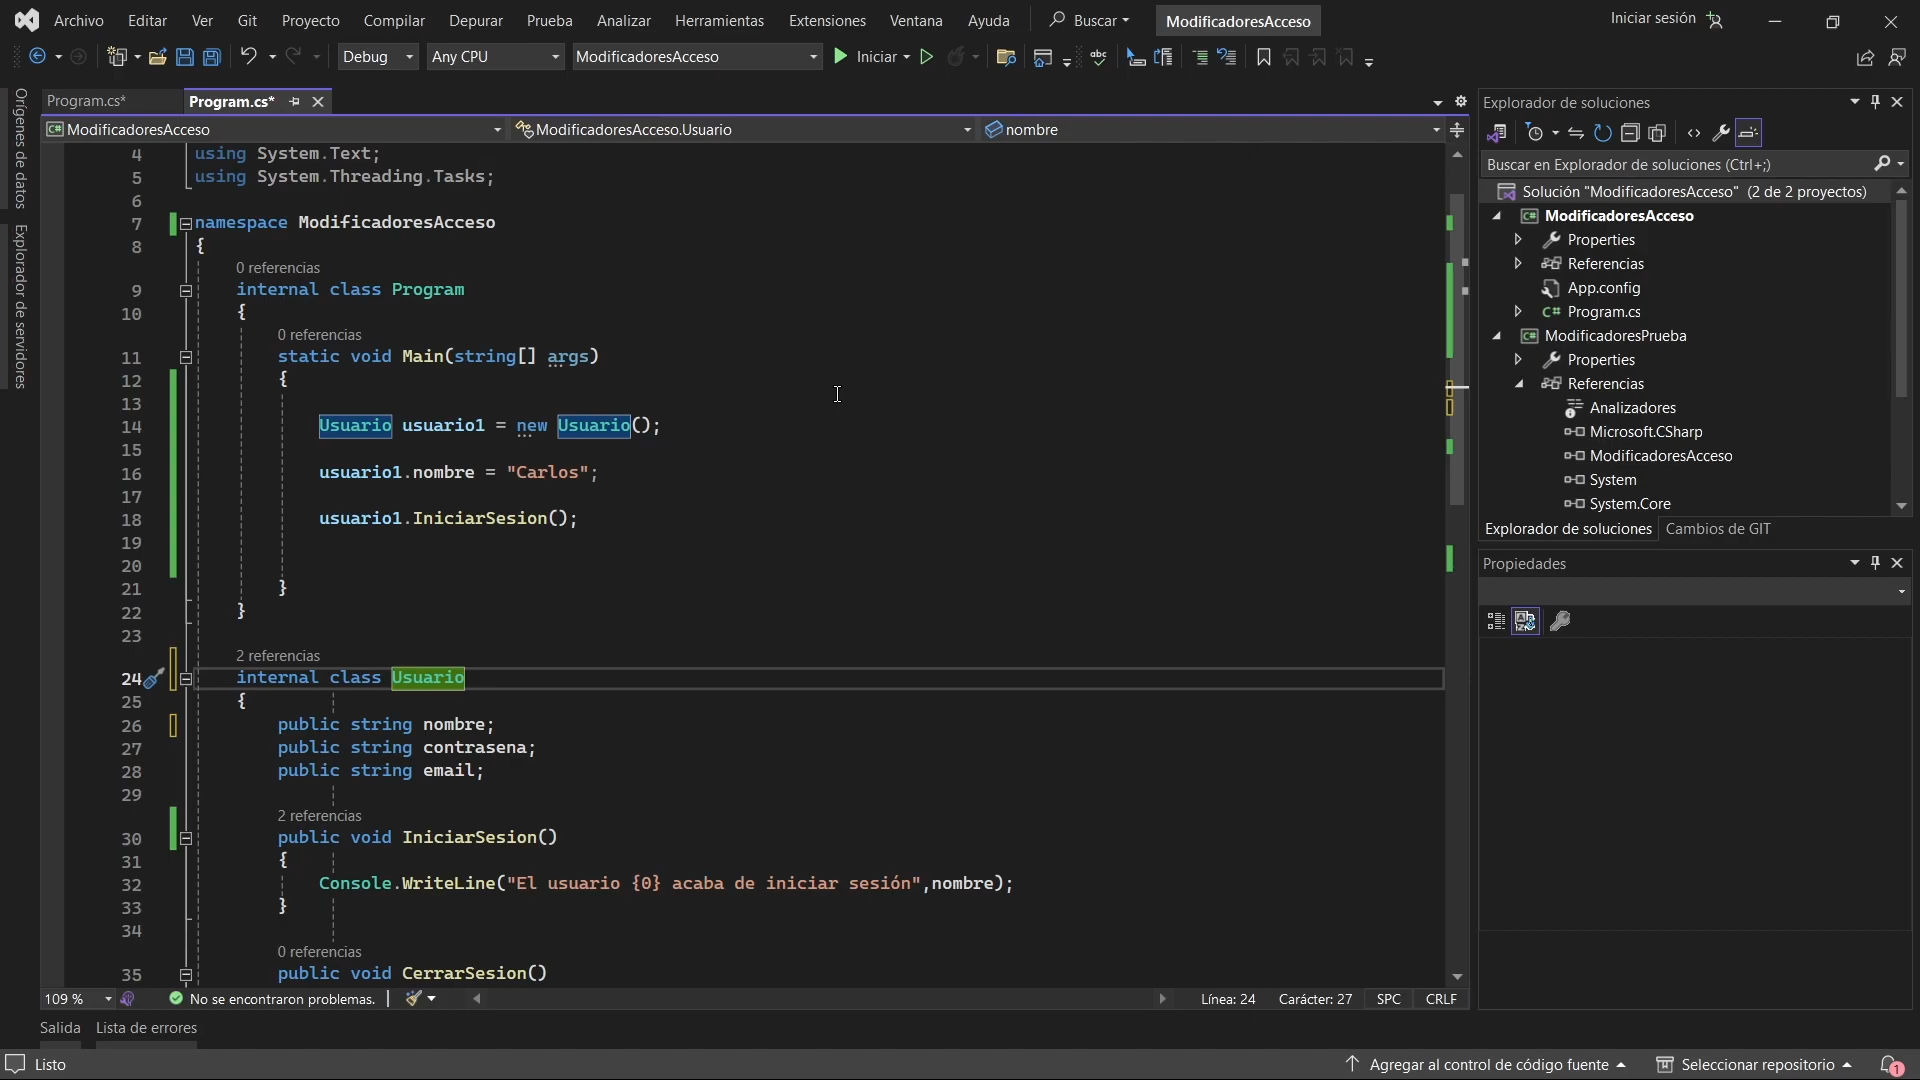 Archivo Editar Ver Git Proyecto Compilar Depurar Prueba Analizar Herramientas Extensiones Ventana Ayuda Buscar ModificadoresAcceso Iniciar sesión
Debug Any CPU ModificadoresAcceso Iniciar
Orígenes de datos
Explorador de servidores
Program.cs* Program.cs*
C# ModificadoresAcceso ModificadoresAcceso.Usuario nombre
4 using System.Text;
5 using System.Threading.Tasks;
6
7 namespace ModificadoresAcceso
8 {
0 referencias
9 internal class Program
10 {
0 referencias
11 static void Main(string[] args)
12 {
13
14 Usuario usuario1 = new Usuario();
15
16 usuario1.nombre = "Carlos";
17
18 usuario1.IniciarSesion();
19
20
21 }
22 }
23
2 referencias
24 internal class Usuario
25 {
26 public string nombre;
27 public string contrasena;
28 public string email;
29
2 referencias
30 public void IniciarSesion()
31 {
32 Console.WriteLine("El usuario {0} acaba de iniciar sesión",nombre);
33 }
34
0 referencias
35 public void CerrarSesion()
109 % No se encontraron problemas. Línea: 24 Carácter: 27 SPC CRLF
Salida Lista de errores
Explorador de soluciones
Buscar en Explorador de soluciones (Ctrl+;)
Solución "ModificadoresAcceso" (2 de 2 proyectos)
C# ModificadoresAcceso
Properties
Referencias
App.config
C# Program.cs
C# ModificadoresPrueba
Properties
Referencias
Analizadores
Microsoft.CSharp
ModificadoresAcceso
System
System.Core
Explorador de soluciones Cambios de GIT
Propiedades
Listo Agregar al control de código fuente Seleccionar repositorio 1